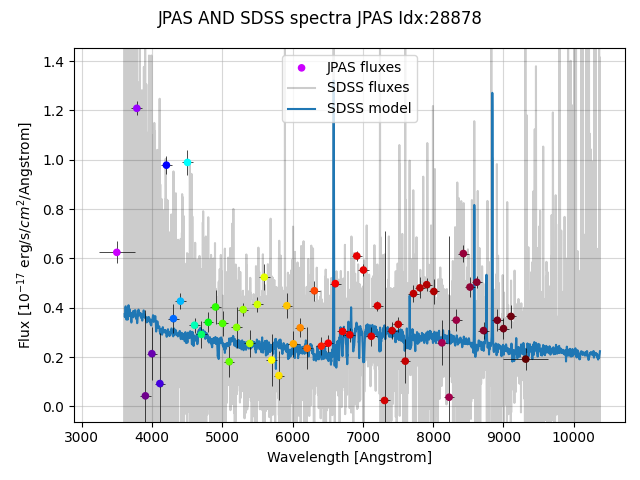 JPAS AND SDSS spectra JPAS Idx:28878
JPAS fluxes
SDSS fluxes
SDSS model
Flux [10⁻¹⁷ erg/s/cm²/Angstrom]
1.4
1.2
1.0
0.8
0.6
0.4
0.2
0.0
3000 4000 5000 6000 7000 8000 9000 10000
Wavelength [Angstrom]